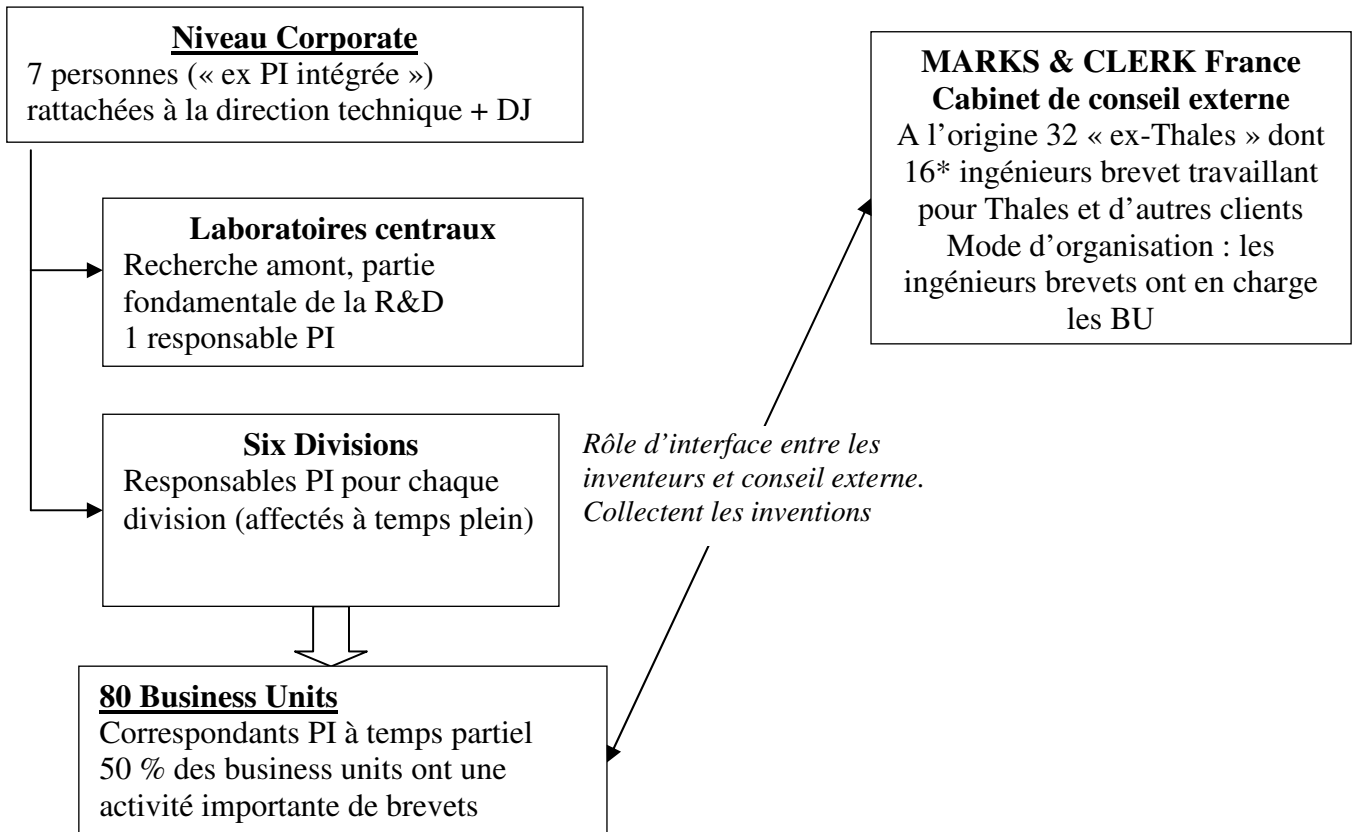 Niveau Corporate
7 personnes (« ex PI intégrée »)
rattachées à la direction technique + DJ
MARKS & CLERK France
Cabinet de conseil externe
A l’origine 32 « ex-Thales » dont
16* ingénieurs brevet travaillant
pour Thales et d’autres clients
Mode d’organisation : les
ingénieurs brevets ont en charge
les BU
Laboratoires centraux
Recherche amont, partie
fondamentale de la R&D
1 responsable PI
Six Divisions
Responsables PI pour chaque
division (affectés à temps plein)
Rôle d’interface entre les
inventeurs et conseil externe.
Collectent les inventions
80 Business Units
Correspondants PI à temps partiel
50 % des business units ont une
activité importante de brevets